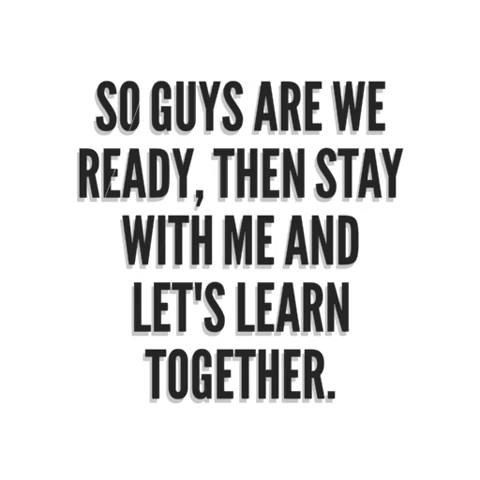 SO GUYS ARE WE
READY, THEN STAY
WITH ME AND
LET'S LEARN
TOGETHER.